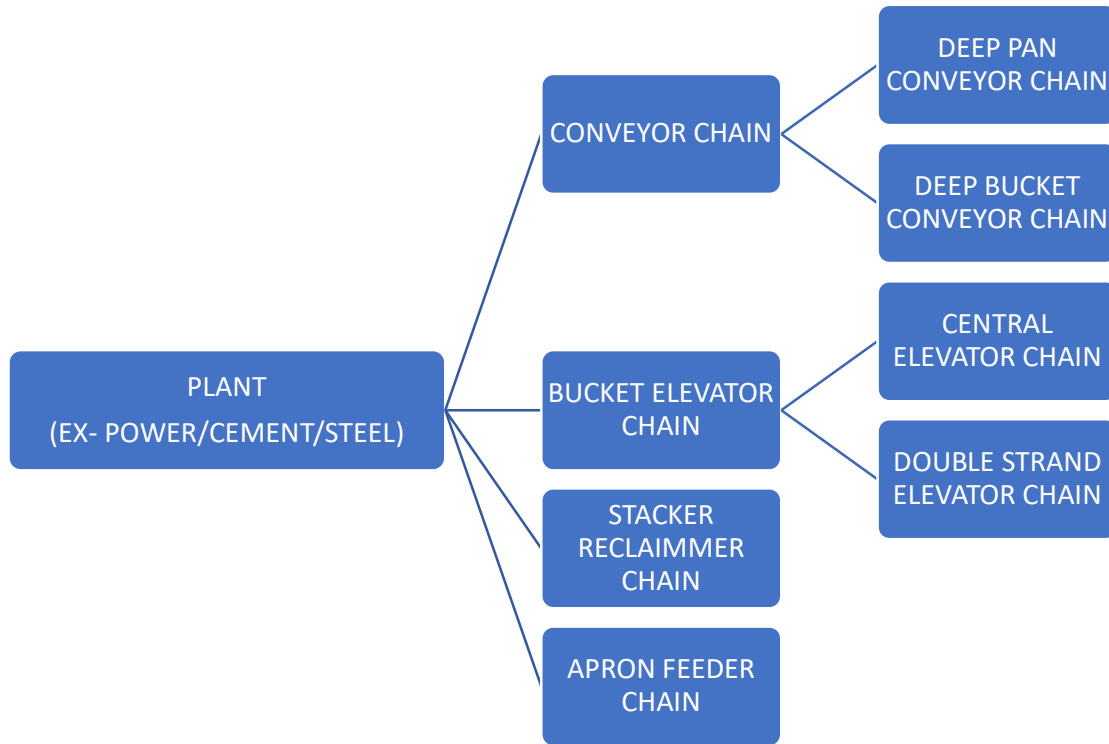 PLANT
(EX- POWER/CEMENT/STEEL)
CONVEYOR CHAIN
DEEP PAN
CONVEYOR CHAIN
DEEP BUCKET
CONVEYOR CHAIN
BUCKET ELEVATOR
CHAIN
CENTRAL
ELEVATOR CHAIN
DOUBLE STRAND
ELEVATOR CHAIN
STACKER
RECLAIMMER
CHAIN
APRON FEEDER
CHAIN